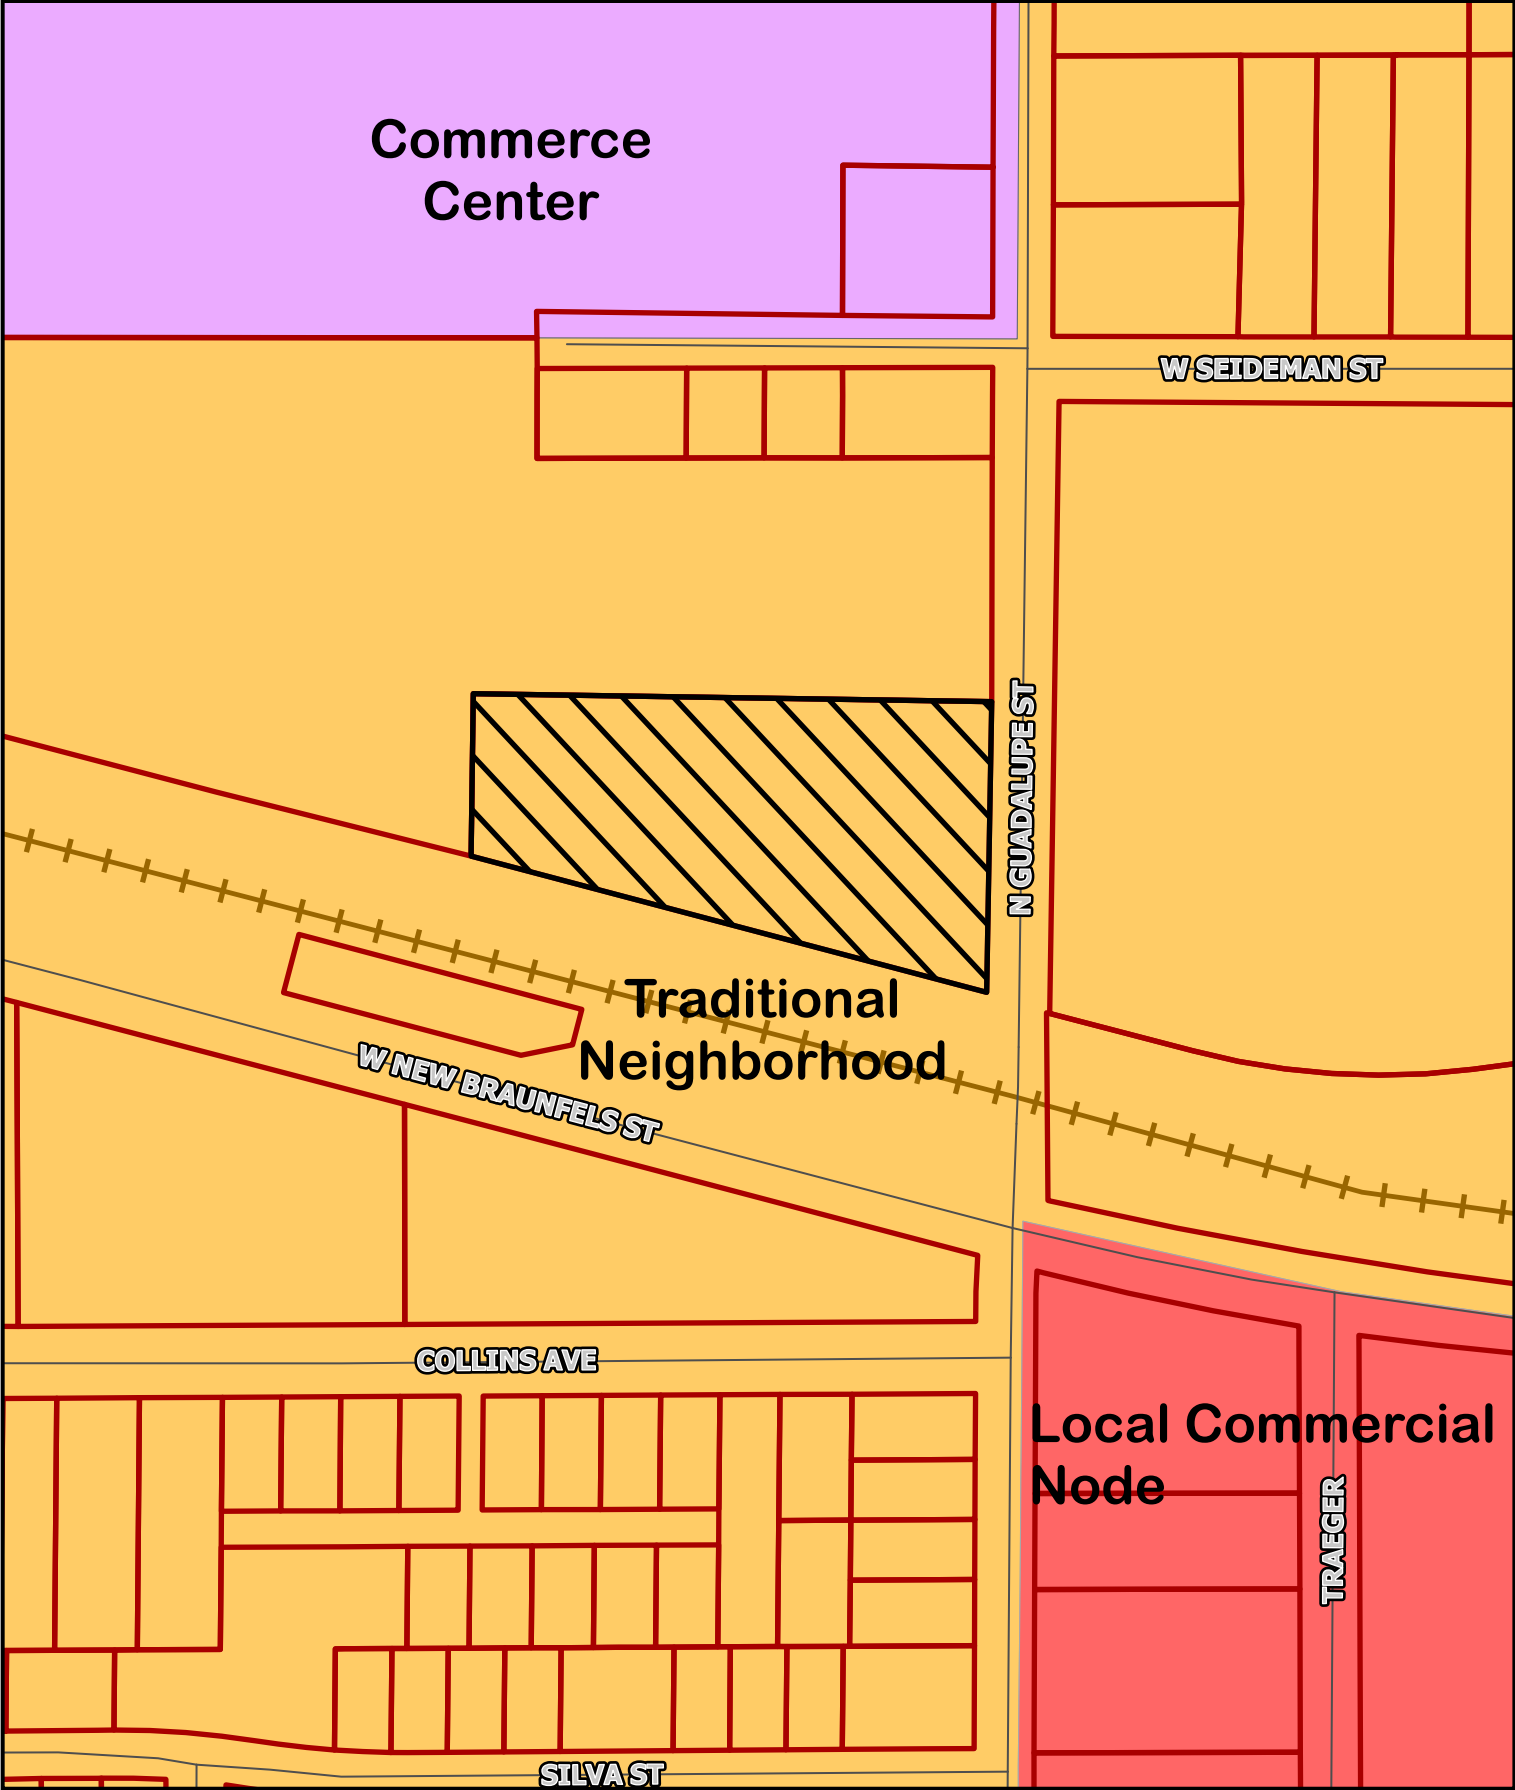 Commerce
Center
W SEIDEMAN ST
N GUADALUPE ST
Traditional
Neighborhood
W NEW BRAUNFELS ST
COLLINS AVE
Local Commercial
Node
TRAEGER
SILVA ST